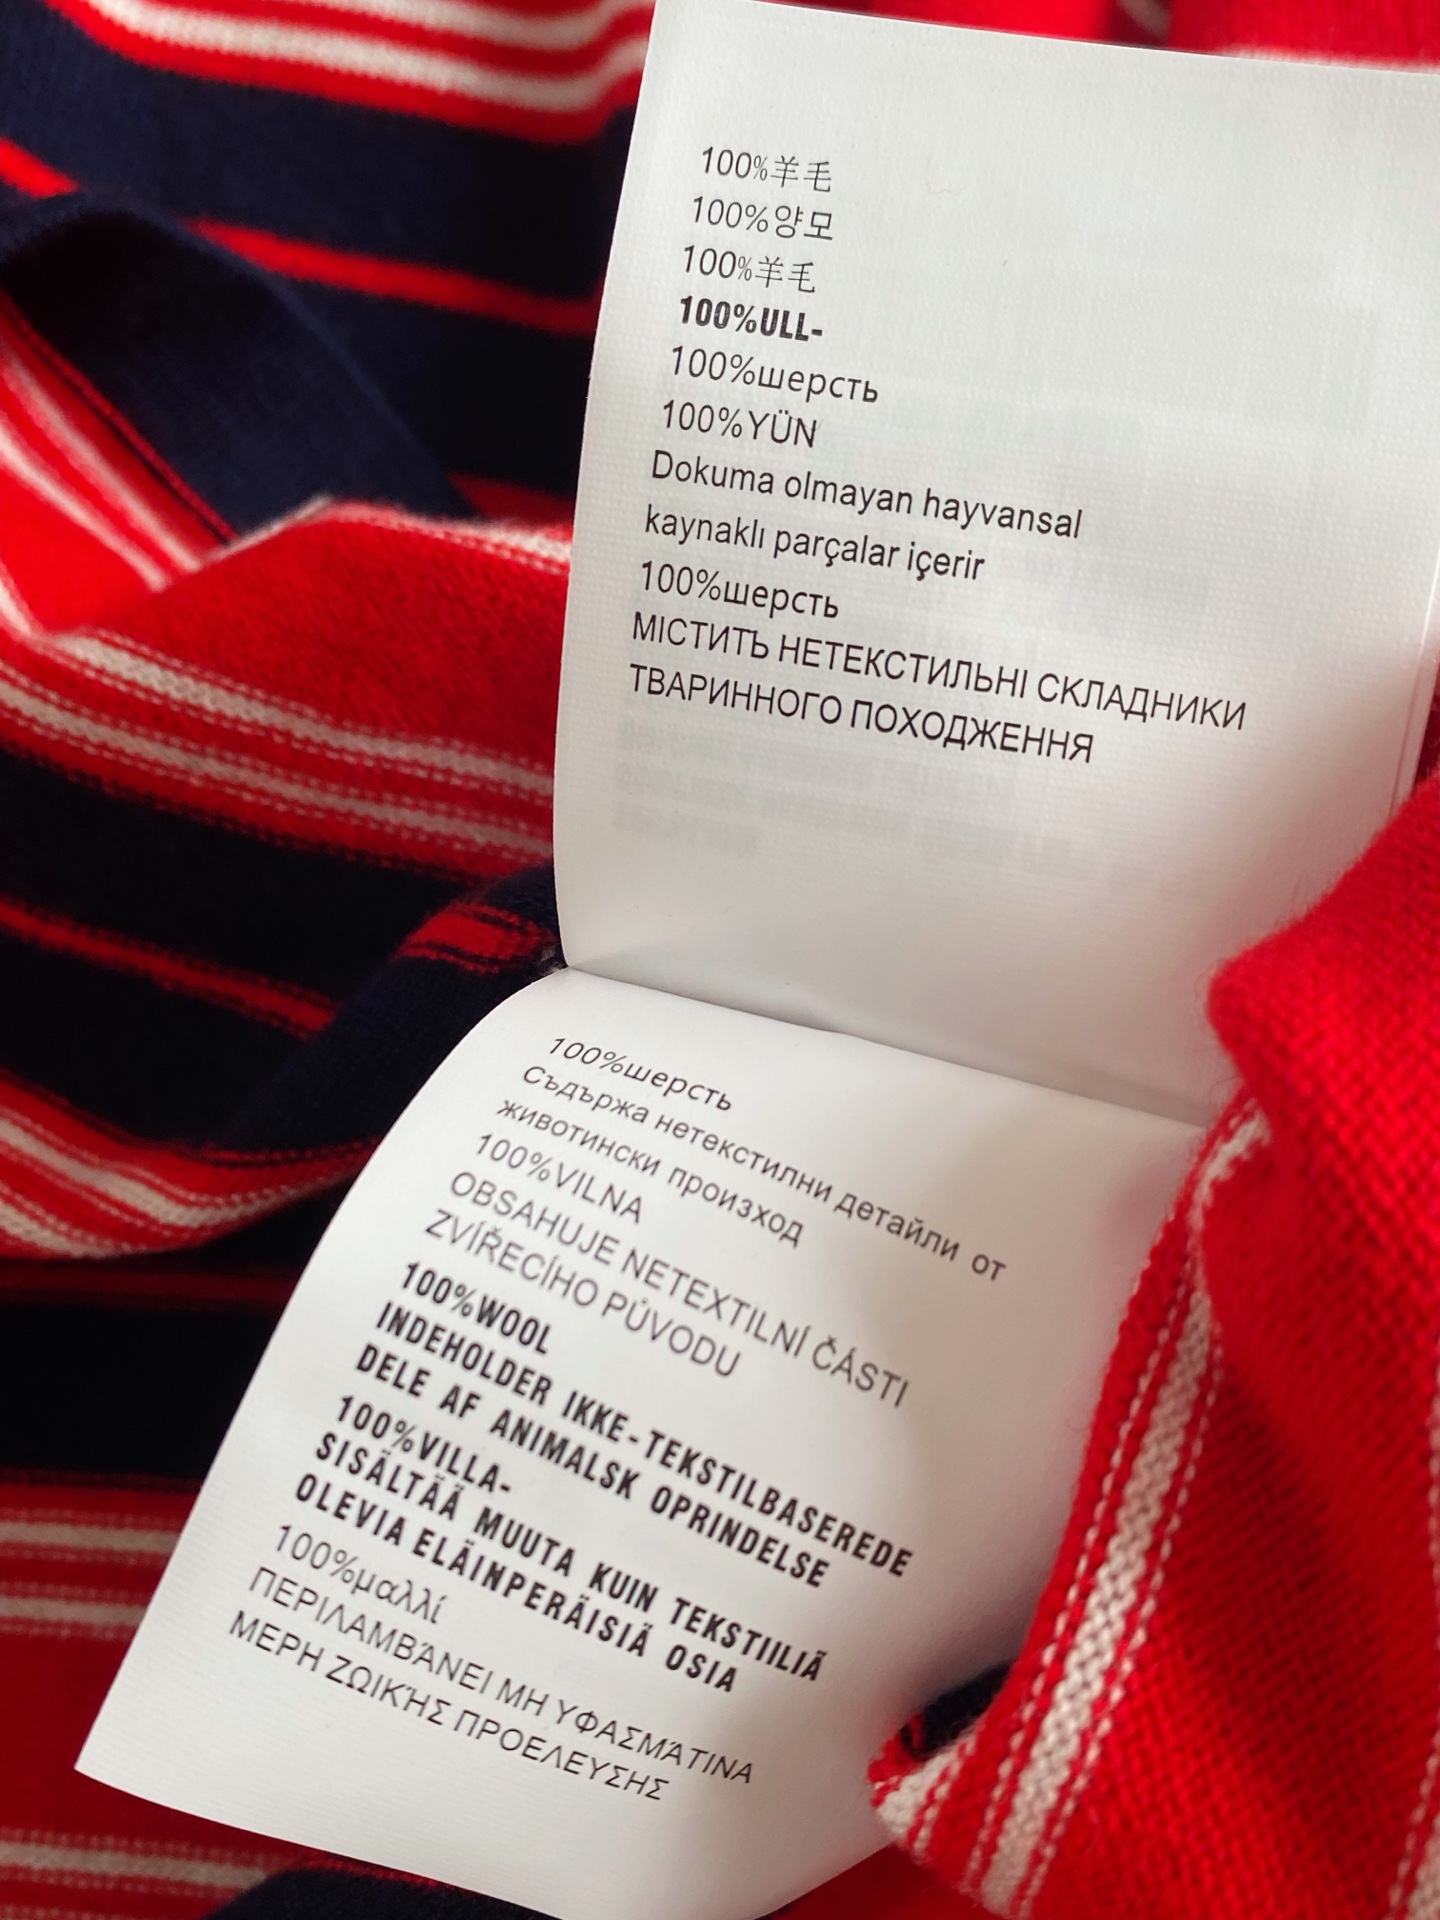 100%羊毛
100%양모
100%羊毛
100%ULL-
100%шерсть
100%YÜN
Dokuma olmayan hayvansal
kaynaklı parçalar içerir
100%шерсть
МІСТИТЬ НЕТЕКСТИЛЬНІ СКЛАДНИКИ
ТВАРИННОГО ПОХОДЖЕННЯ
100%шерсть
Съдържа нетекстилни детайли от
животински произход
100%VILNA
OBSAHUJE NETEXTILNÍ ČÁSTI
ZVÍŘECÍHO PŮVODU
100%WOOL
INDEHOLDER IKKE-TEKSTILBASEREDE
DELE AF ANIMALSK OPRINDELSE
100%VILLA-
SISÄLTÄÄ MUUTA KUIN TEKSTIILIÄ
OLEVIA ELÄINPERÄISIÄ OSIA
100%μαλλί
ΠΕΡΙΛΑΜΒΆΝΕΙ ΜΗ ΥΦΑΣΜΆΤΙΝΑ
ΜΕΡΗ ΖΩΙΚΉΣ ΠΡΟΕΛΕΥΣΗΣ